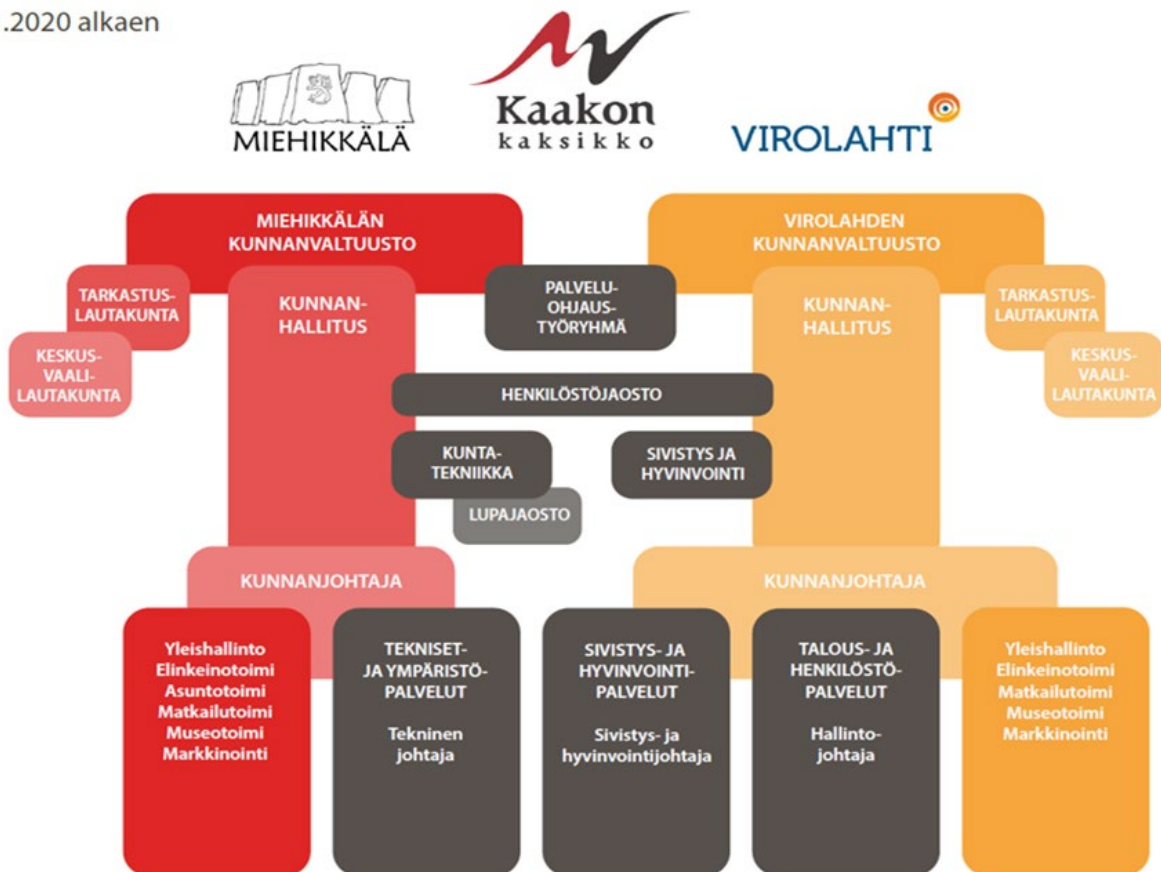 .2020 alkaen
MIEHIKKÄLÄ
Kaakon
kaksikko
VIROLAHTI
MIEHIKKÄLÄN
KUNNANVALTUUSTO
VIROLAHDEN
KUNNANVALTUUSTO
TARKASTUS-
LAUTAKUNTA
KESKUS-
VAALI-
LAUTAKUNTA
KUNNAN-
HALLITUS
PALVELU-
OHJAUS-
TYÖRYHMÄ
KUNNAN-
HALLITUS
TARKASTUS-
LAUTAKUNTA
KESKUS-
VAALI-
LAUTAKUNTA
HENKILÖSTÖJAOSTO
KUNTA-
TEKNIIKKA
SIVISTYS JA
HYVINVOINTI
LUPAJAOSTO
KUNNANJOHTAJA
KUNNANJOHTAJA
Yleishallinto
Elinkeinotoimi
Asuntotoimi
Matkailutoimi
Museotoimi
Markkinointi
TEKNISET-
JA YMPÄRISTÖ-
PALVELUT
Tekninen
johtaja
SIVISTYS- JA
HYVINVOINTI-
PALVELUT
Sivistys- ja
hyvinvointijohtaja
TALOUS- JA
HENKILÖSTÖ-
PALVELUT
Hallinto-
johtaja
Yleishallinto
Elinkeinotoimi
Matkailutoimi
Museotoimi
Markkinointi